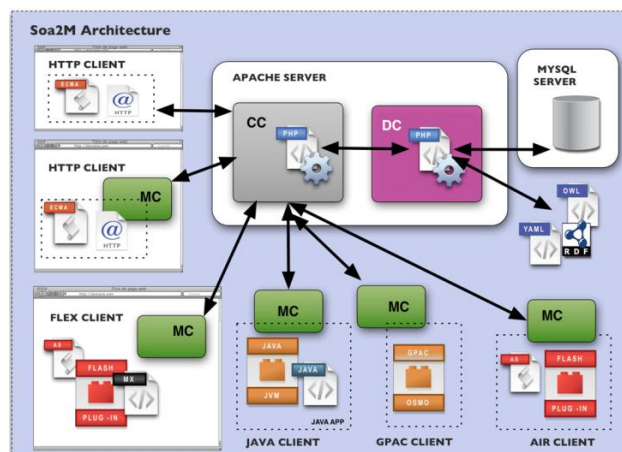 Soa2M Architecture
HTTP CLIENT
ECMA
@
HTTP
APACHE SERVER
CC
PHP
DC
PHP
MYSQL
SERVER
HTTP CLIENT
MC
ECMA
@
HTTP
OWL
YAML
RDF
FLEX CLIENT
MC
AS
FLASH
MX
PLUG-IN
MC
JAVA
JAVA
JVM
JAVA APP
JAVA CLIENT
MC
GPAC
OSMO
GPAC CLIENT
MC
AS
FLASH
PLUG-IN
AIR CLIENT